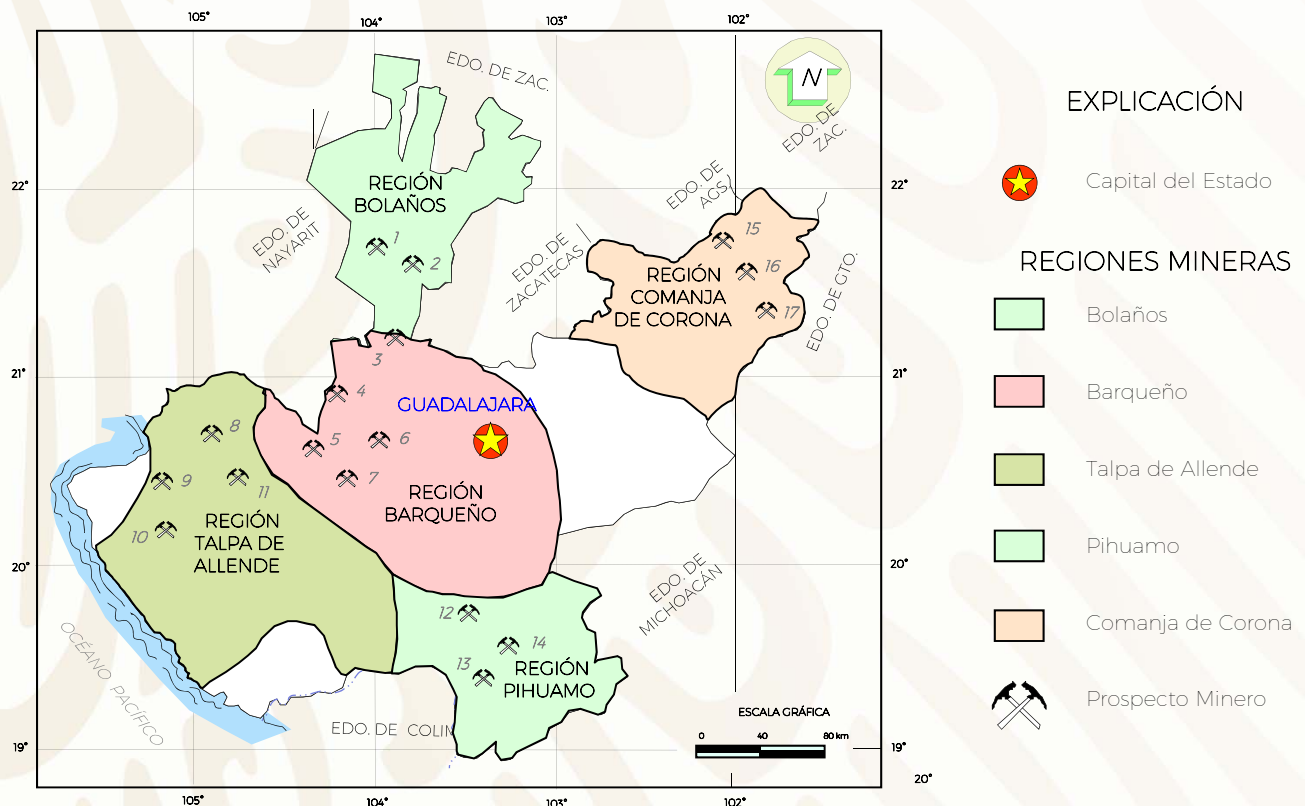 105°
104°
103°
102°
EDO. DE ZAC.
N
EDO. DE
ZAC.
22°
22°
REGIÓN
BOLAÑOS
EDO. DE
NAYARIT
1
2
EDO. DE
AGS.
EDO. DE
ZACATECAS
15
16
17
REGIÓN
COMANJA
DE CORONA
EDO. DE GTO.
21°
21°
3
4
GUADALAJARA
5
6
7
REGIÓN
BARQUEÑO
8
9
10
11
REGIÓN
TALPA DE
ALLENDE
20°
20°
EDO. DE
MICHOACÁN
12
13
14
REGIÓN
PIHUAMO
OCÉANO PACÍFICO
EDO. DE COLIM
ESCALA GRÁFICA
0 40 80 km
19°
19°
20°
105°
104°
103°
102°
EXPLICACIÓN
Capital del Estado
REGIONES MINERAS
Bolaños
Barqueño
Talpa de Allende
Pihuamo
Comanja de Corona
Prospecto Minero